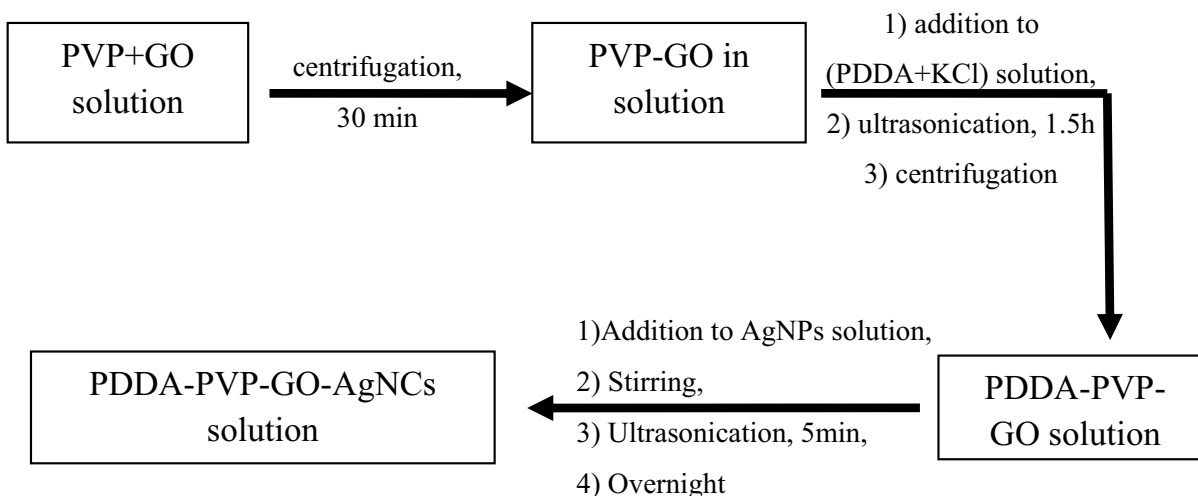 PVP+GO
solution
centrifugation,
30 min
PVP-GO in
solution
1) addition to
(PDDA+KCl) solution,
2) ultrasonication, 1.5h
3) centrifugation
PDDA-PVP-
GO solution
1)Addition to AgNPs solution,
2) Stirring,
3) Ultrasonication, 5min,
4) Overnight
PDDA-PVP-GO-AgNCs
solution